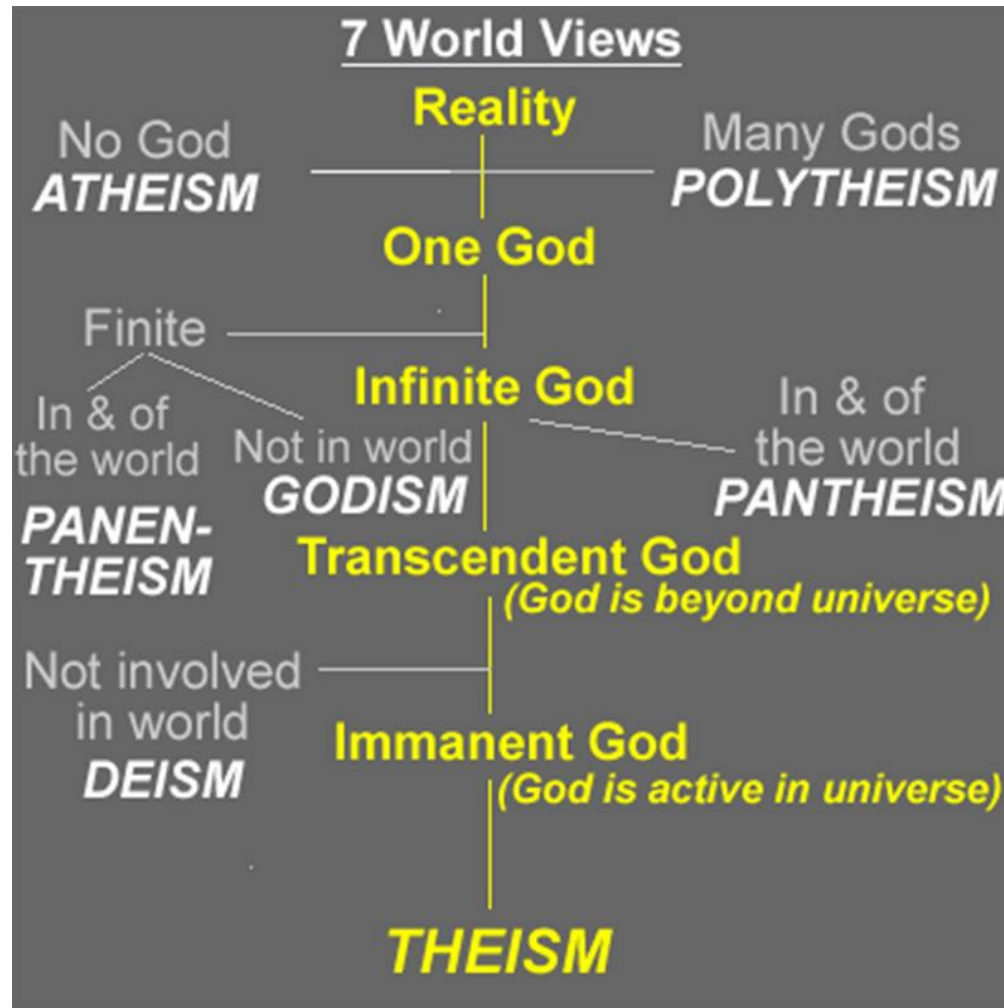 7 World Views
Reality
No God
ATHEISM
Many Gods
POLYTHEISM
One God
Finite
In & of
the world
PANEN-
THEISM
Not in world
GODISM
Infinite God
In & of
the world
PANTHEISM
Transcendent God
(God is beyond universe)
Not involved
in world
DEISM
Immanent God
(God is active in universe)
THEISM